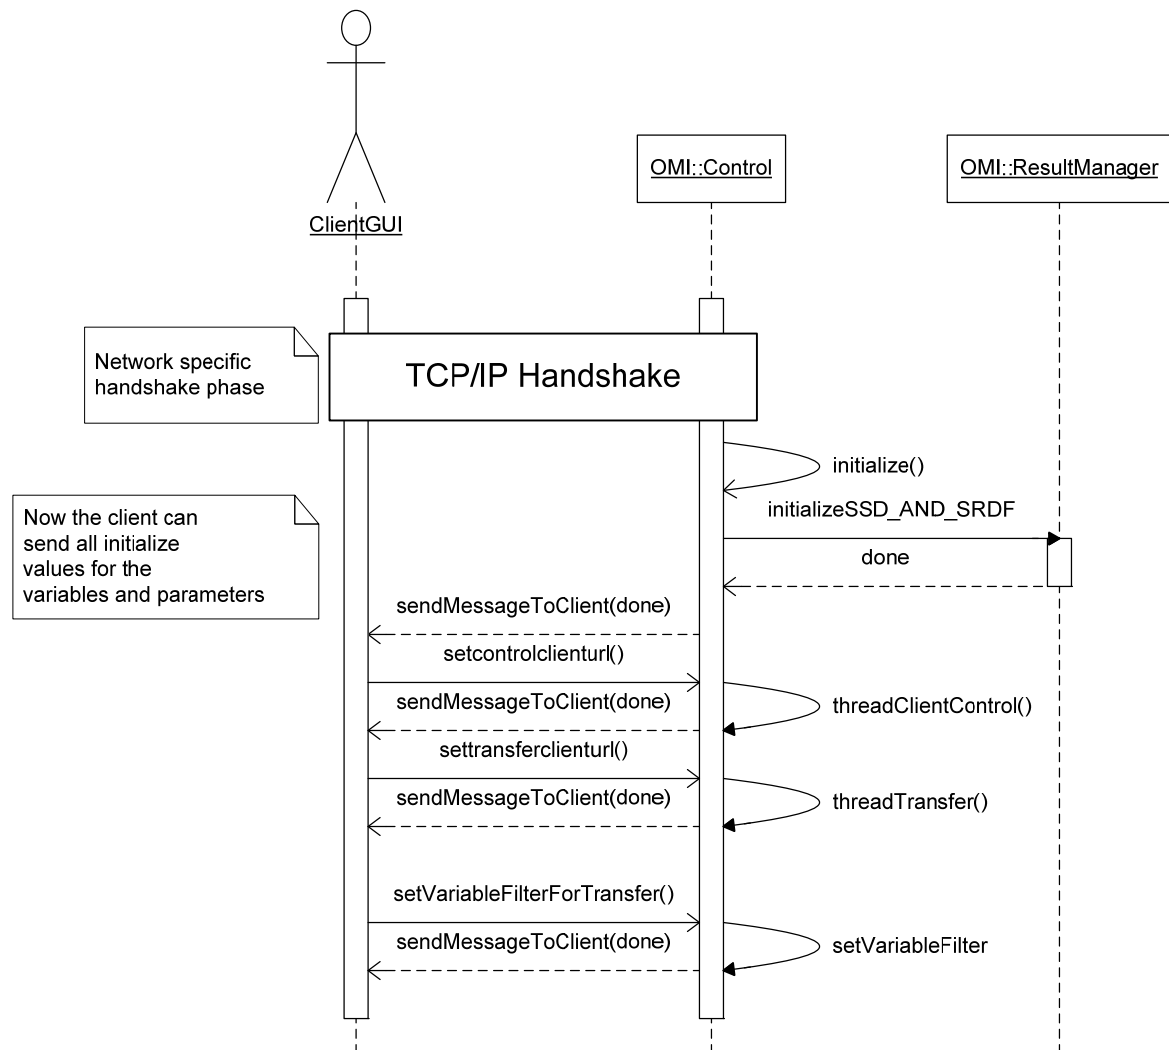 OMI::Control
OMI::ResultManager
ClientGUI
Network specific
handshake phase
TCP/IP Handshake
initialize()
Now the client can
send all initialize
values for the
variables and parameters
initializeSSD_AND_SRDF
done
sendMessageToClient(done)
setcontrolclienturl()
sendMessageToClient(done)
threadClientControl()
settransferclienturl()
sendMessageToClient(done)
threadTransfer()
setVariableFilterForTransfer()
sendMessageToClient(done)
setVariableFilter